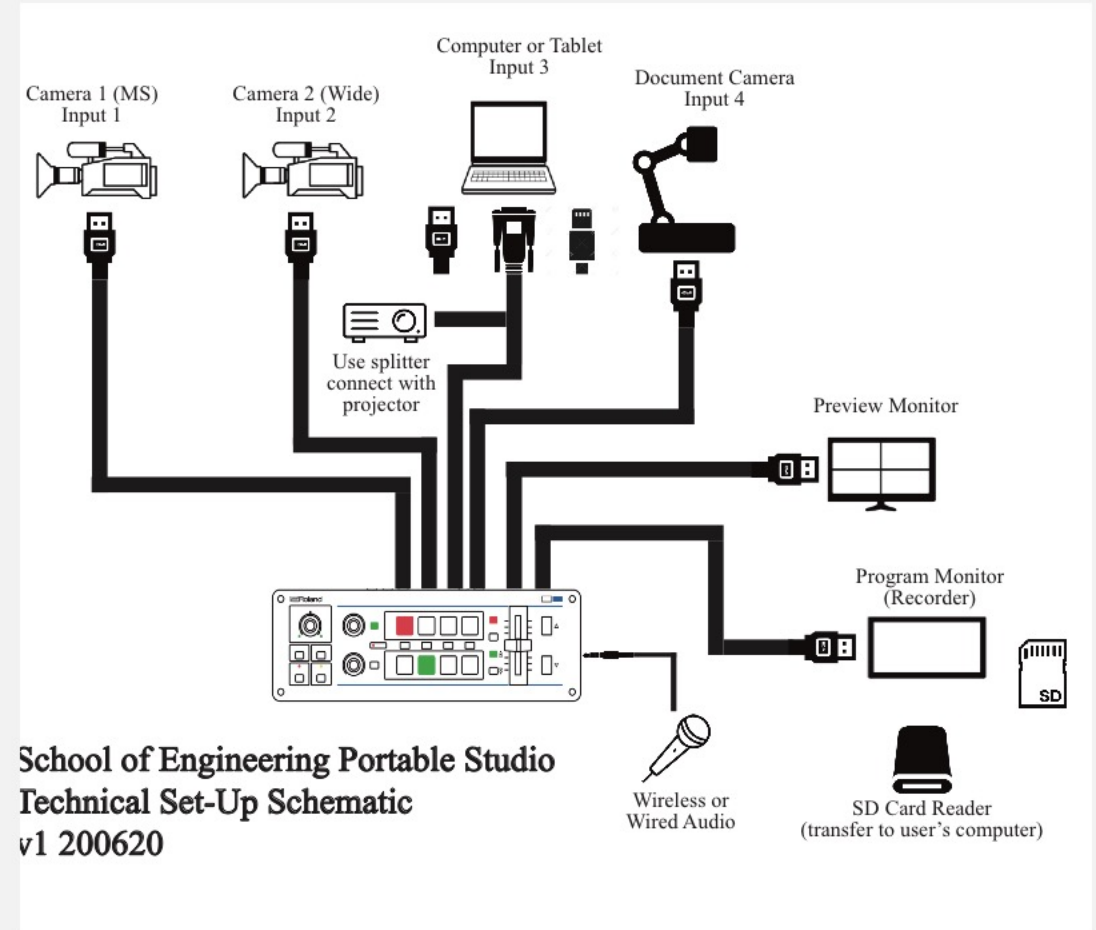 Computer or Tablet
Input 3
Camera 1 (MS)
Input 1
Camera 2 (Wide)
Input 2
Document Camera
Input 4
Use splitter
connect with
projector
Preview Monitor
Program Monitor
(Recorder)
Roland
SD
Wireless or
Wired Audio
SD Card Reader
(transfer to user's computer)
School of Engineering Portable Studio
Technical Set-Up Schematic
v1 200620